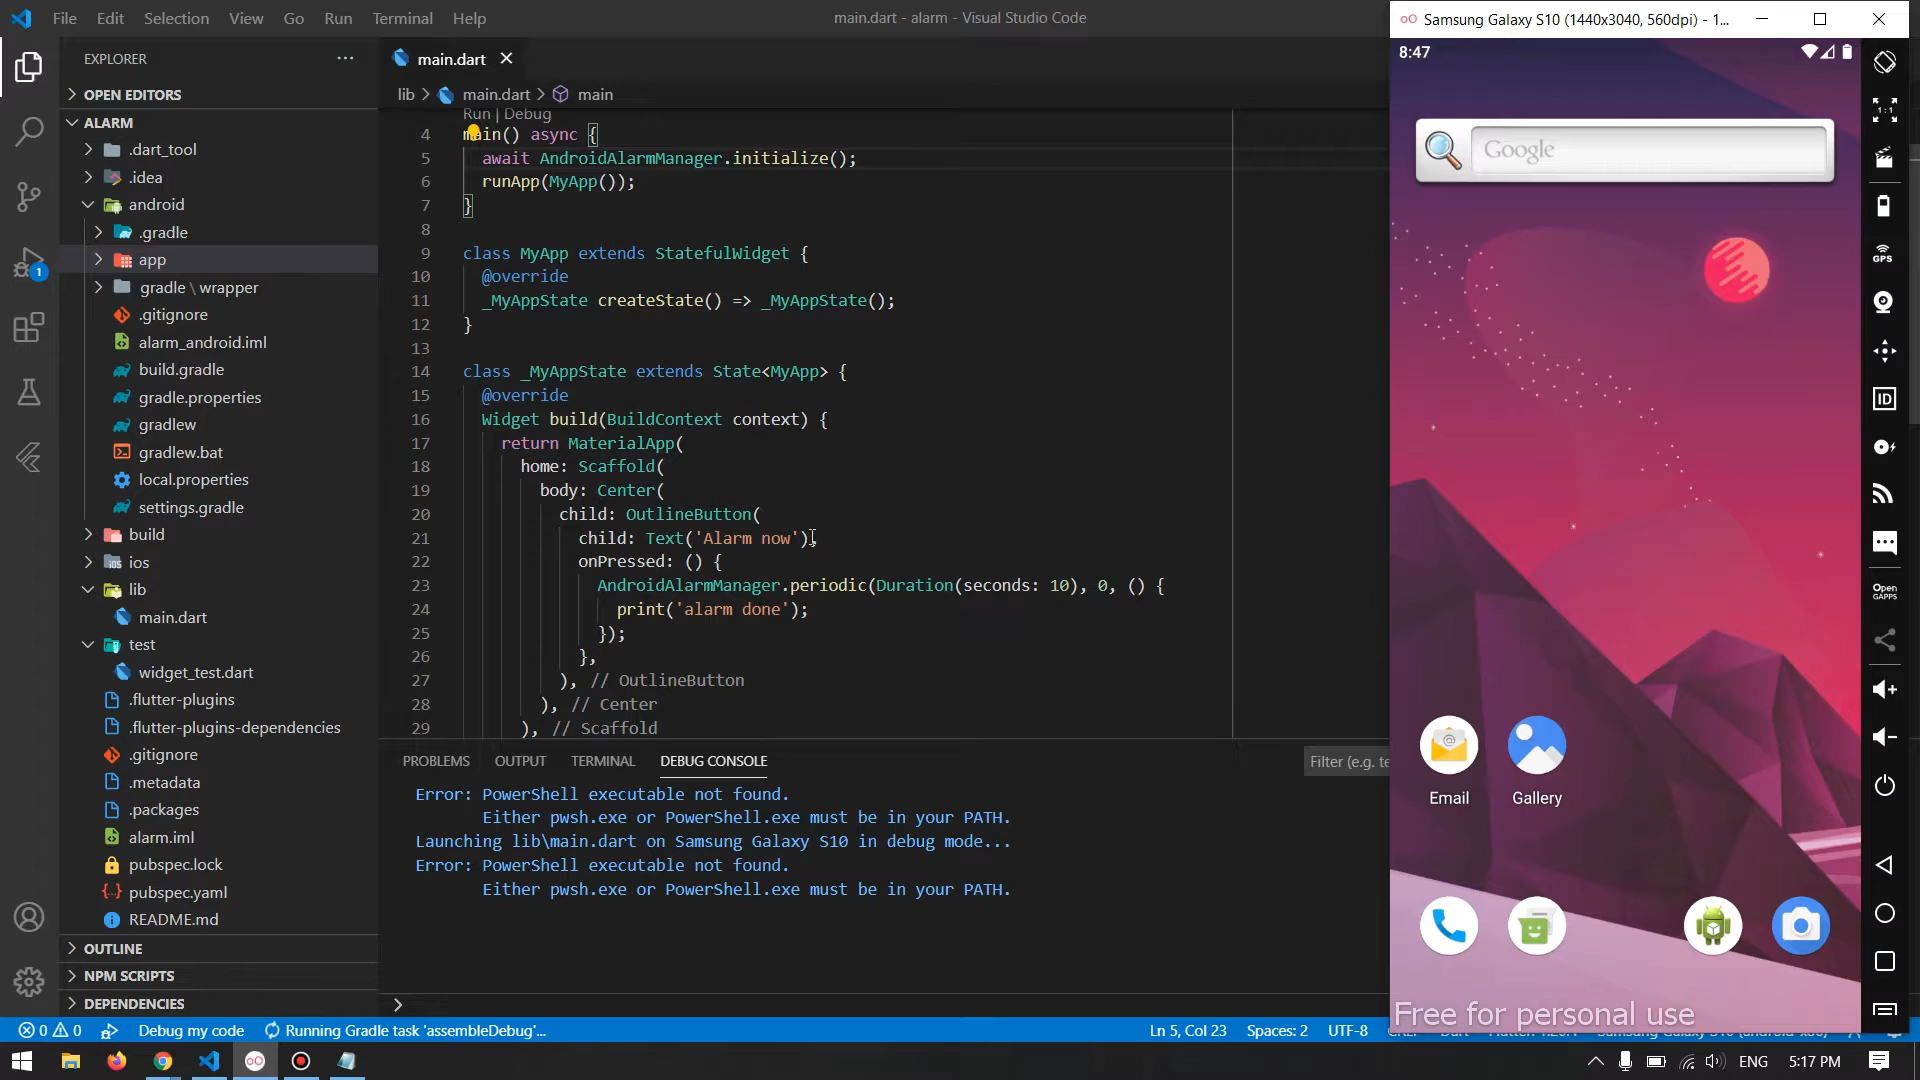 File Edit Selection View Go Run Terminal Help
main.dart - alarm - Visual Studio Code
Samsung Galaxy S10 (1440x3040, 560dpi) - 1...
EXPLORER
OPEN EDITORS
ALARM
.dart_tool
.idea
android
.gradle
app
gradle \ wrapper
.gitignore
alarm_android.iml
build.gradle
gradle.properties
gradlew
gradlew.bat
local.properties
settings.gradle
build
ios
lib
main.dart
test
widget_test.dart
.flutter-plugins
.flutter-plugins-dependencies
.gitignore
.metadata
.packages
alarm.iml
pubspec.lock
pubspec.yaml
README.md
OUTLINE
NPM SCRIPTS
DEPENDENCIES
1
main.dart
lib > main.dart > main
Run | Debug
4 main() async {
5 await AndroidAlarmManager.initialize();
6 runApp(MyApp());
7 }
8
9 class MyApp extends StatefulWidget {
10 @override
11 _MyAppState createState() => _MyAppState();
12 }
13
14 class _MyAppState extends State<MyApp> {
15 @override
16 Widget build(BuildContext context) {
17 return MaterialApp(
18 home: Scaffold(
19 body: Center(
20 child: OutlineButton(
21 child: Text('Alarm now'),
22 onPressed: () {
23 AndroidAlarmManager.periodic(Duration(seconds: 10), 0, () {
24 print('alarm done');
25 });
26 },
27 ), // OutlineButton
28 ), // Center
29 ), // Scaffold
PROBLEMS OUTPUT TERMINAL DEBUG CONSOLE
Filter (e.g. te
Error: PowerShell executable not found.
Either pwsh.exe or PowerShell.exe must be in your PATH.
Launching lib\main.dart on Samsung Galaxy S10 in debug mode...
Error: PowerShell executable not found.
Either pwsh.exe or PowerShell.exe must be in your PATH.
8:47
Google
Email
Gallery
Free for personal use
1:1
GPS
ID
OPEN
GAPPS
0 0 Debug my code Running Gradle task 'assembleDebug'...
Ln 5, Col 23 Spaces: 2 UTF-8
ENG 5:17 PM